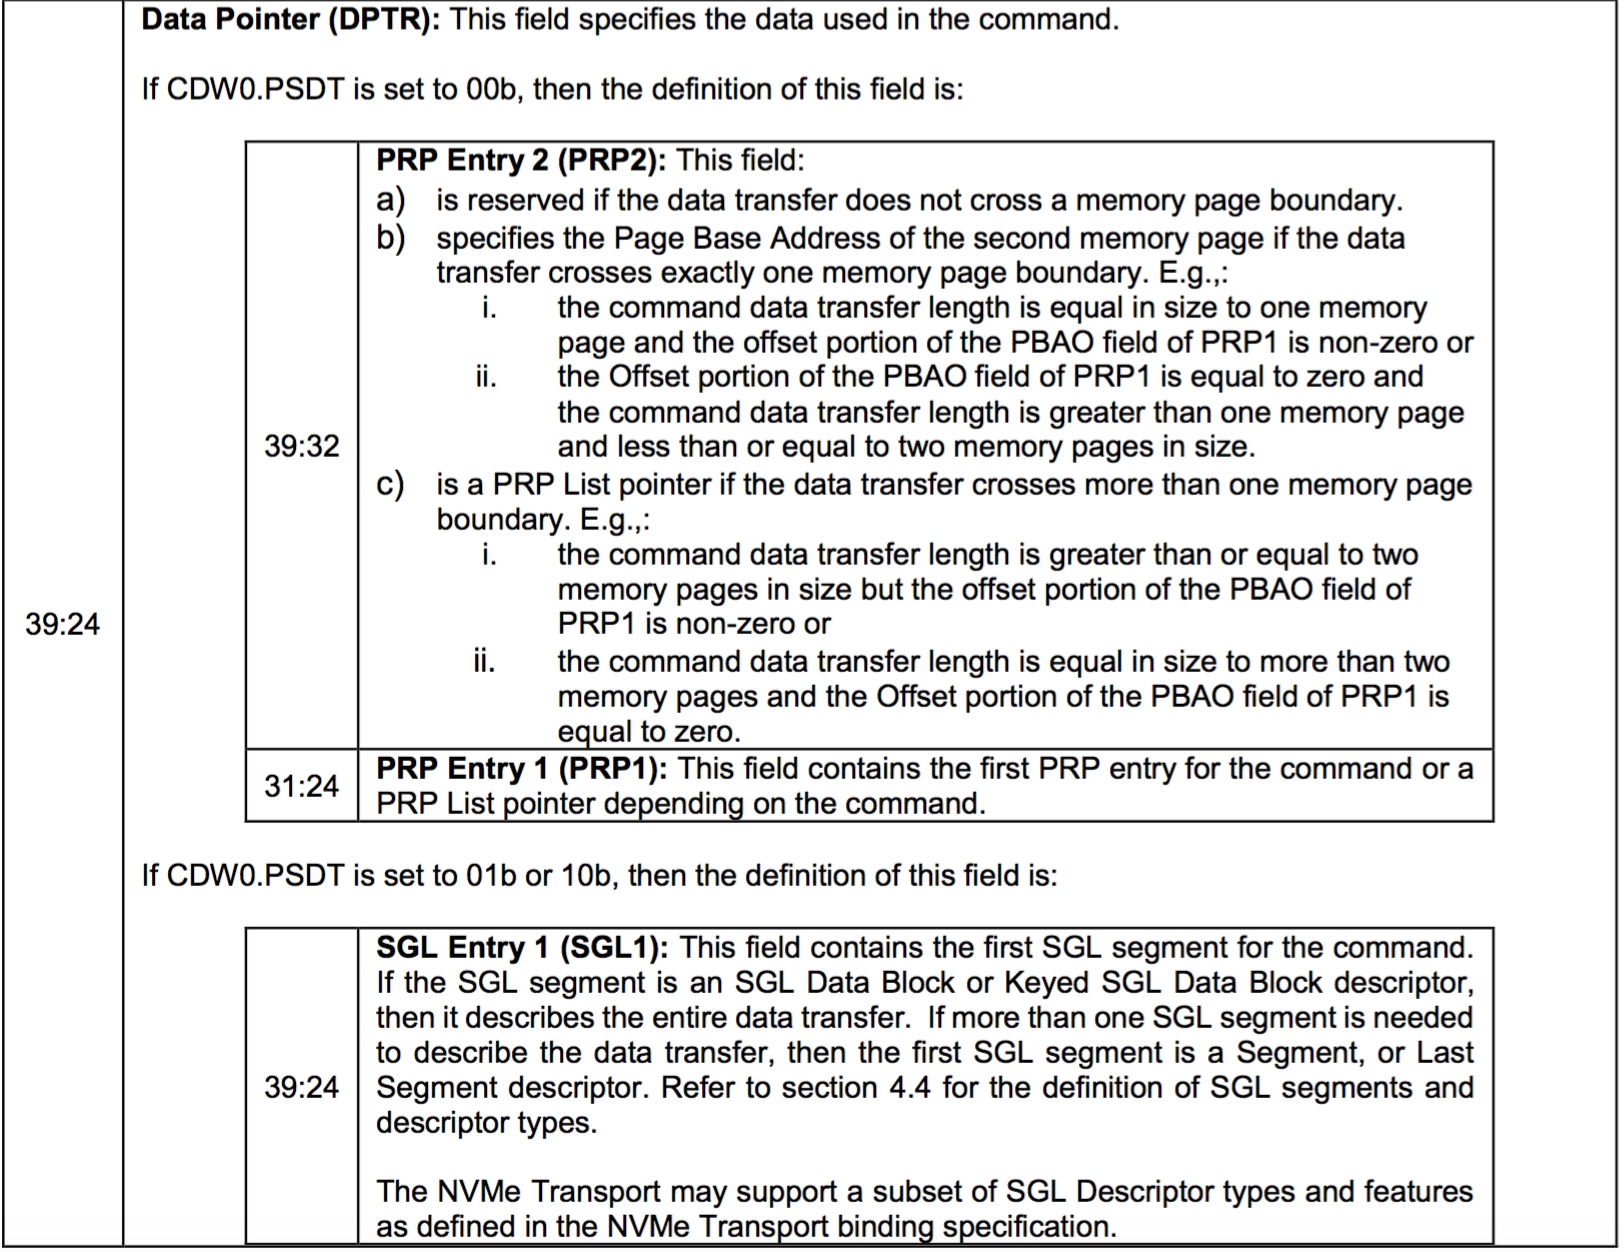 Data Pointer (DPTR): This field specifies the data used in the command.
If CDW0.PSDT is set to 00b, then the definition of this field is:
PRP Entry 2 (PRP2): This field:
a) is reserved if the data transfer does not cross a memory page boundary.
b) specifies the Page Base Address of the second memory page if the data
transfer crosses exactly one memory page boundary. E.g.,:
i. the command data transfer length is equal in size to one memory
page and the offset portion of the PBAO field of PRP1 is non-zero or
ii. the Offset portion of the PBAO field of PRP1 is equal to zero and
the command data transfer length is greater than one memory page
39:32
and less than or equal to two memory pages in size.
c) is a PRP List pointer if the data transfer crosses more than one memory page
boundary. E.g.,:
i. the command data transfer length is greater than or equal to two
memory pages in size but the offset portion of the PBAO field of
39:24
PRP1 is non-zero or
ii. the command data transfer length is equal in size to more than two
memory pages and the Offset portion of the PBAO field of PRP1 is
equal to zero.
31:24
PRP Entry 1 (PRP1): This field contains the first PRP entry for the command or a
PRP List pointer depending on the command.
If CDW0.PSDT is set to 01b or 10b, then the definition of this field is:
SGL Entry 1 (SGL1): This field contains the first SGL segment for the command.
If the SGL segment is an SGL Data Block or Keyed SGL Data Block descriptor,
then it describes the entire data transfer. If more than one SGL segment is needed
to describe the data transfer, then the first SGL segment is a Segment, or Last
39:24
Segment descriptor. Refer to section 4.4 for the definition of SGL segments and
descriptor types.
The NVMe Transport may support a subset of SGL Descriptor types and features
as defined in the NVMe Transport binding specification.